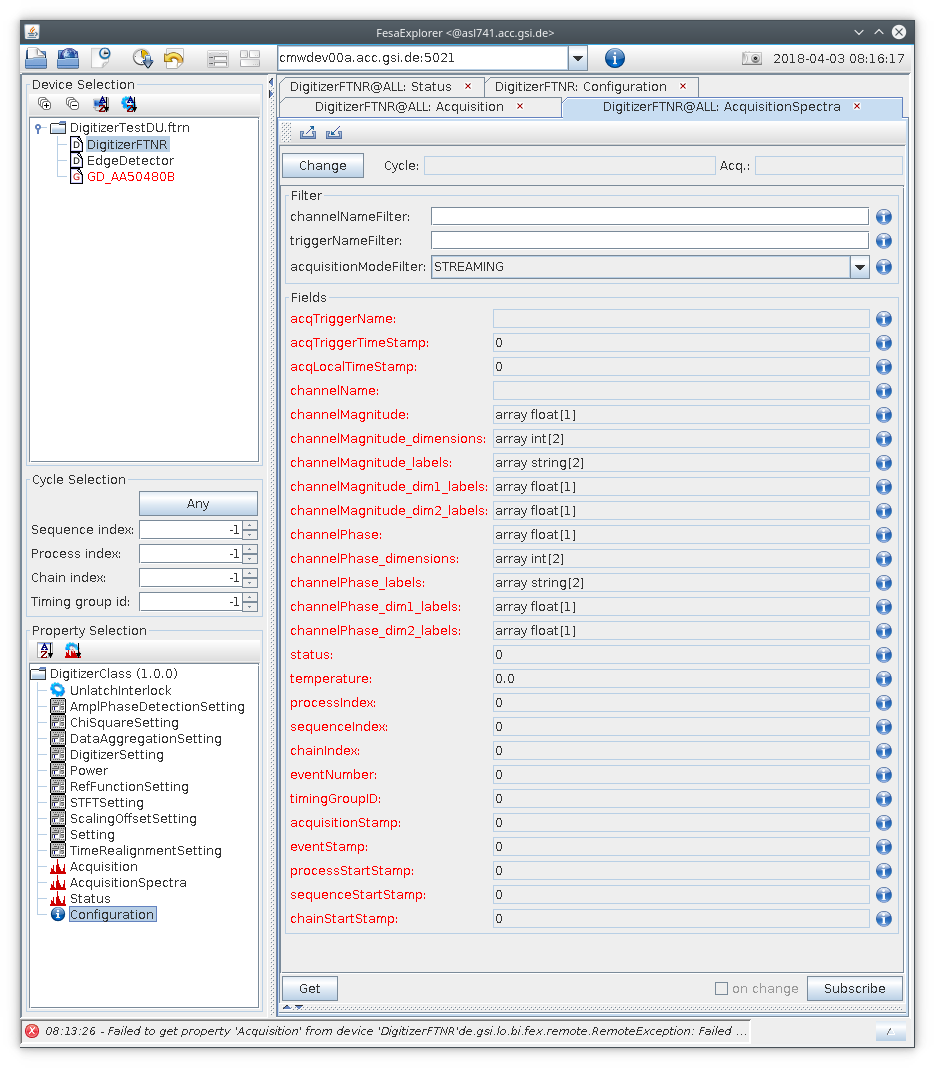 FesaExplorer <@asl741.acc.gsi.de>
cmwdev00a.acc.gsi.de:5021
2018-04-03 08:16:17
Device Selection
DigitizerTestDU.ftrn
DigitizerFTNR
EdgeDetector
GD_AA50480B
Cycle Selection
Any
Sequence index: -1
Process index: -1
Chain index: -1
Timing group id: -1
Property Selection
DigitizerClass (1.0.0)
UnlatchInterlock
AmplPhaseDetectionSetting
ChiSquareSetting
DataAggregationSetting
DigitizerSetting
Power
RefFunctionSetting
STFTSetting
ScalingOffsetSetting
Setting
TimeRealignmentSetting
Acquisition
AcquisitionSpectra
Status
Configuration
DigitizerFTNR@ALL: Status
DigitizerFTNR: Configuration
DigitizerFTNR@ALL: Acquisition
DigitizerFTNR@ALL: AcquisitionSpectra
Change Cycle: Acq.:
Filter
channelNameFilter:
triggerNameFilter:
acquisitionModeFilter: STREAMING
Fields
acqTriggerName:
acqTriggerTimeStamp: 0
acqLocalTimeStamp: 0
channelName:
channelMagnitude: array float[1]
channelMagnitude_dimensions: array int[2]
channelMagnitude_labels: array string[2]
channelMagnitude_dim1_labels: array float[1]
channelMagnitude_dim2_labels: array float[1]
channelPhase: array float[1]
channelPhase_dimensions: array int[2]
channelPhase_labels: array string[2]
channelPhase_dim1_labels: array float[1]
channelPhase_dim2_labels: array float[1]
status: 0
temperature: 0.0
processIndex: 0
sequenceIndex: 0
chainIndex: 0
eventNumber: 0
timingGroupID: 0
acquisitionStamp: 0
eventStamp: 0
processStartStamp: 0
sequenceStartStamp: 0
chainStartStamp: 0
Get on change Subscribe
08:13:26 - Failed to get property 'Acquisition' from device 'DigitizerFTNR'de.gsi.lo.bi.fex.remote.RemoteException: Failed ...